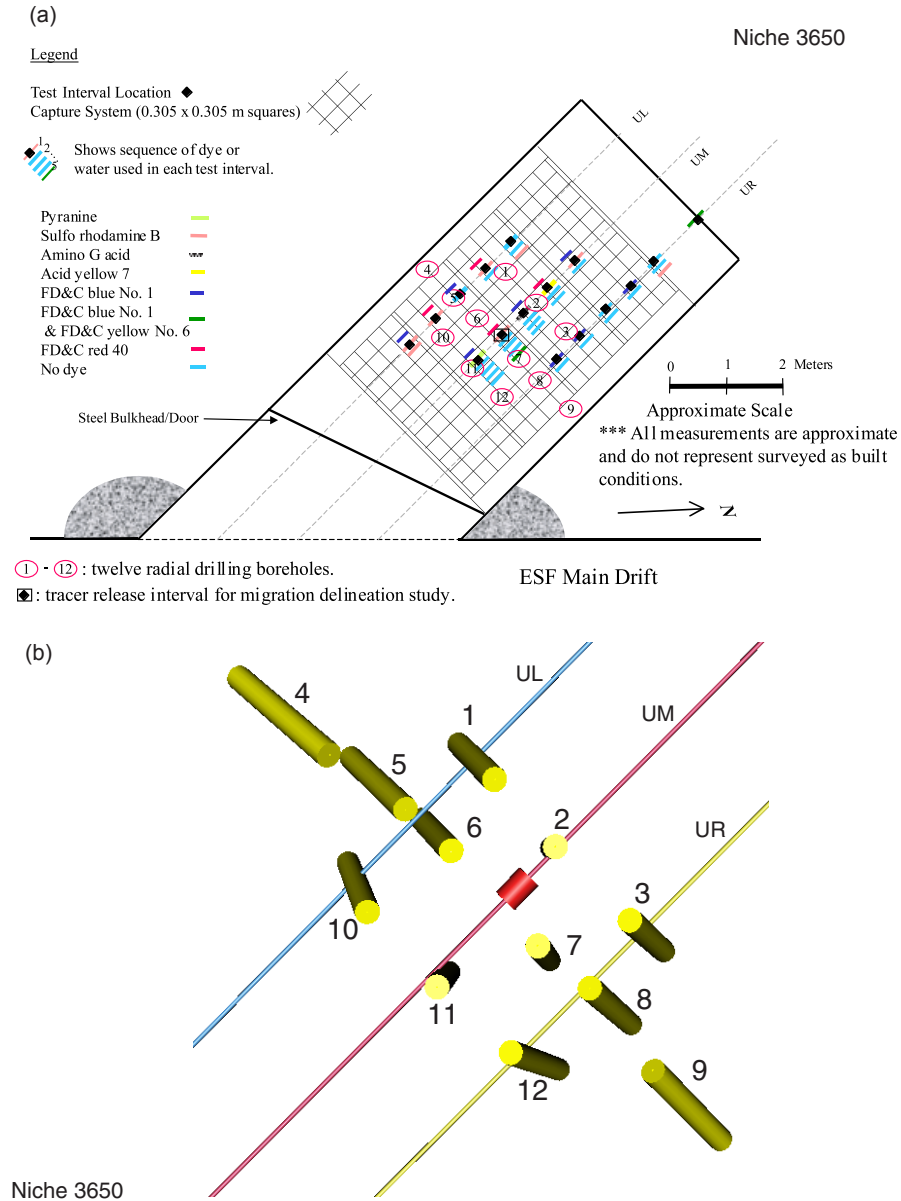 (a)
Niche 3650
Legend
Test Interval Location
Capture System (0.305 x 0.305 m squares)
1 2 . . 5
Shows sequence of dye or
water used in each test interval.
Pyranine
Sulfo rhodamine B
Amino G acid
Acid yellow 7
FD&C blue No. 1
FD&C blue No. 1
& FD&C yellow No. 6
FD&C red 40
No dye
UL
UM
UR
4
1
5
2
6
3
10
7
11
8
12
9
0 1 2 Meters
Approximate Scale
*** All measurements are approximate
and do not represent surveyed as built
conditions.
N
Steel Bulkhead/Door
1 - 12 : twelve radial drilling boreholes.
: tracer release interval for migration delineation study.
ESF Main Drift
(b)
UL
UM
UR
4
1
5
2
6
3
10
7
11
8
12
9
Niche 3650